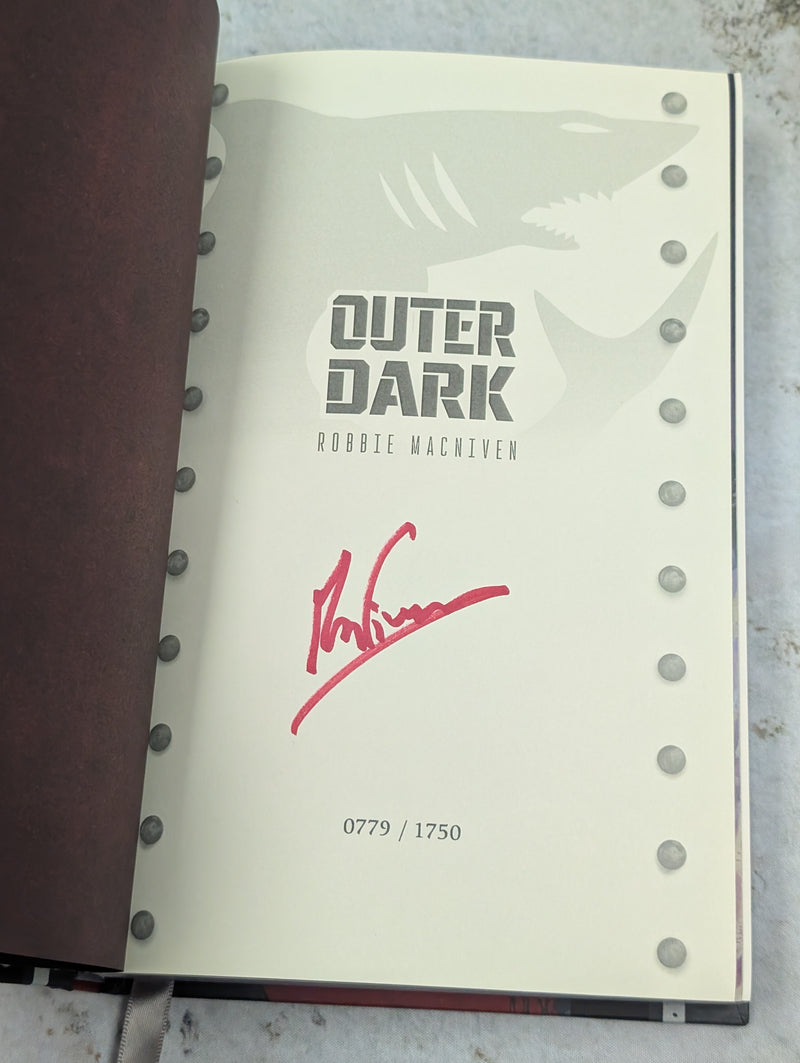 OUTER
DARK
ROBBIE MACNIVEN
0779 / 1750